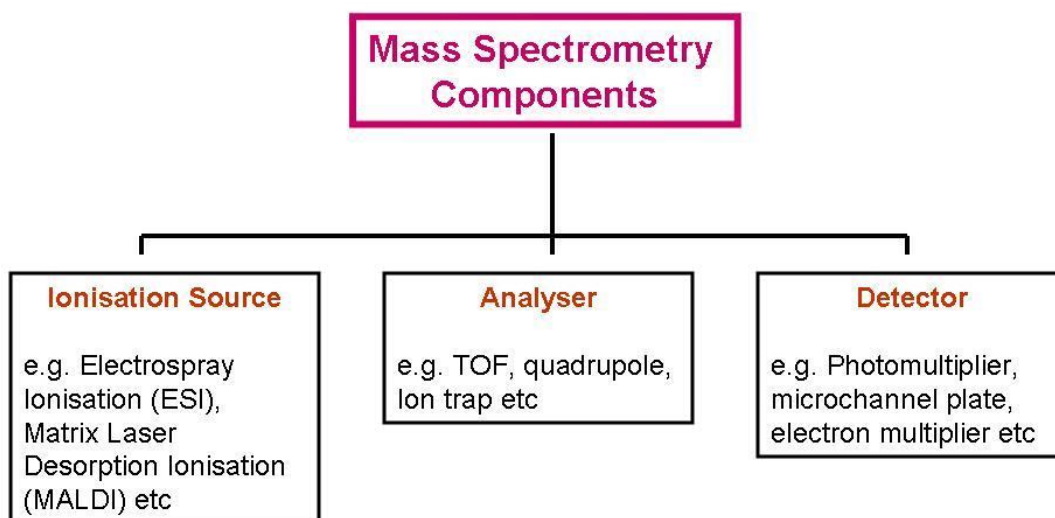 Mass Spectrometry
Components
Ionisation Source
e.g. Electrospray
Ionisation (ESI),
Matrix Laser
Desorption Ionisation
(MALDI) etc
Analyser
e.g. TOF, quadrupole,
Ion trap etc
Detector
e.g. Photomultiplier,
microchannel plate,
electron multiplier etc